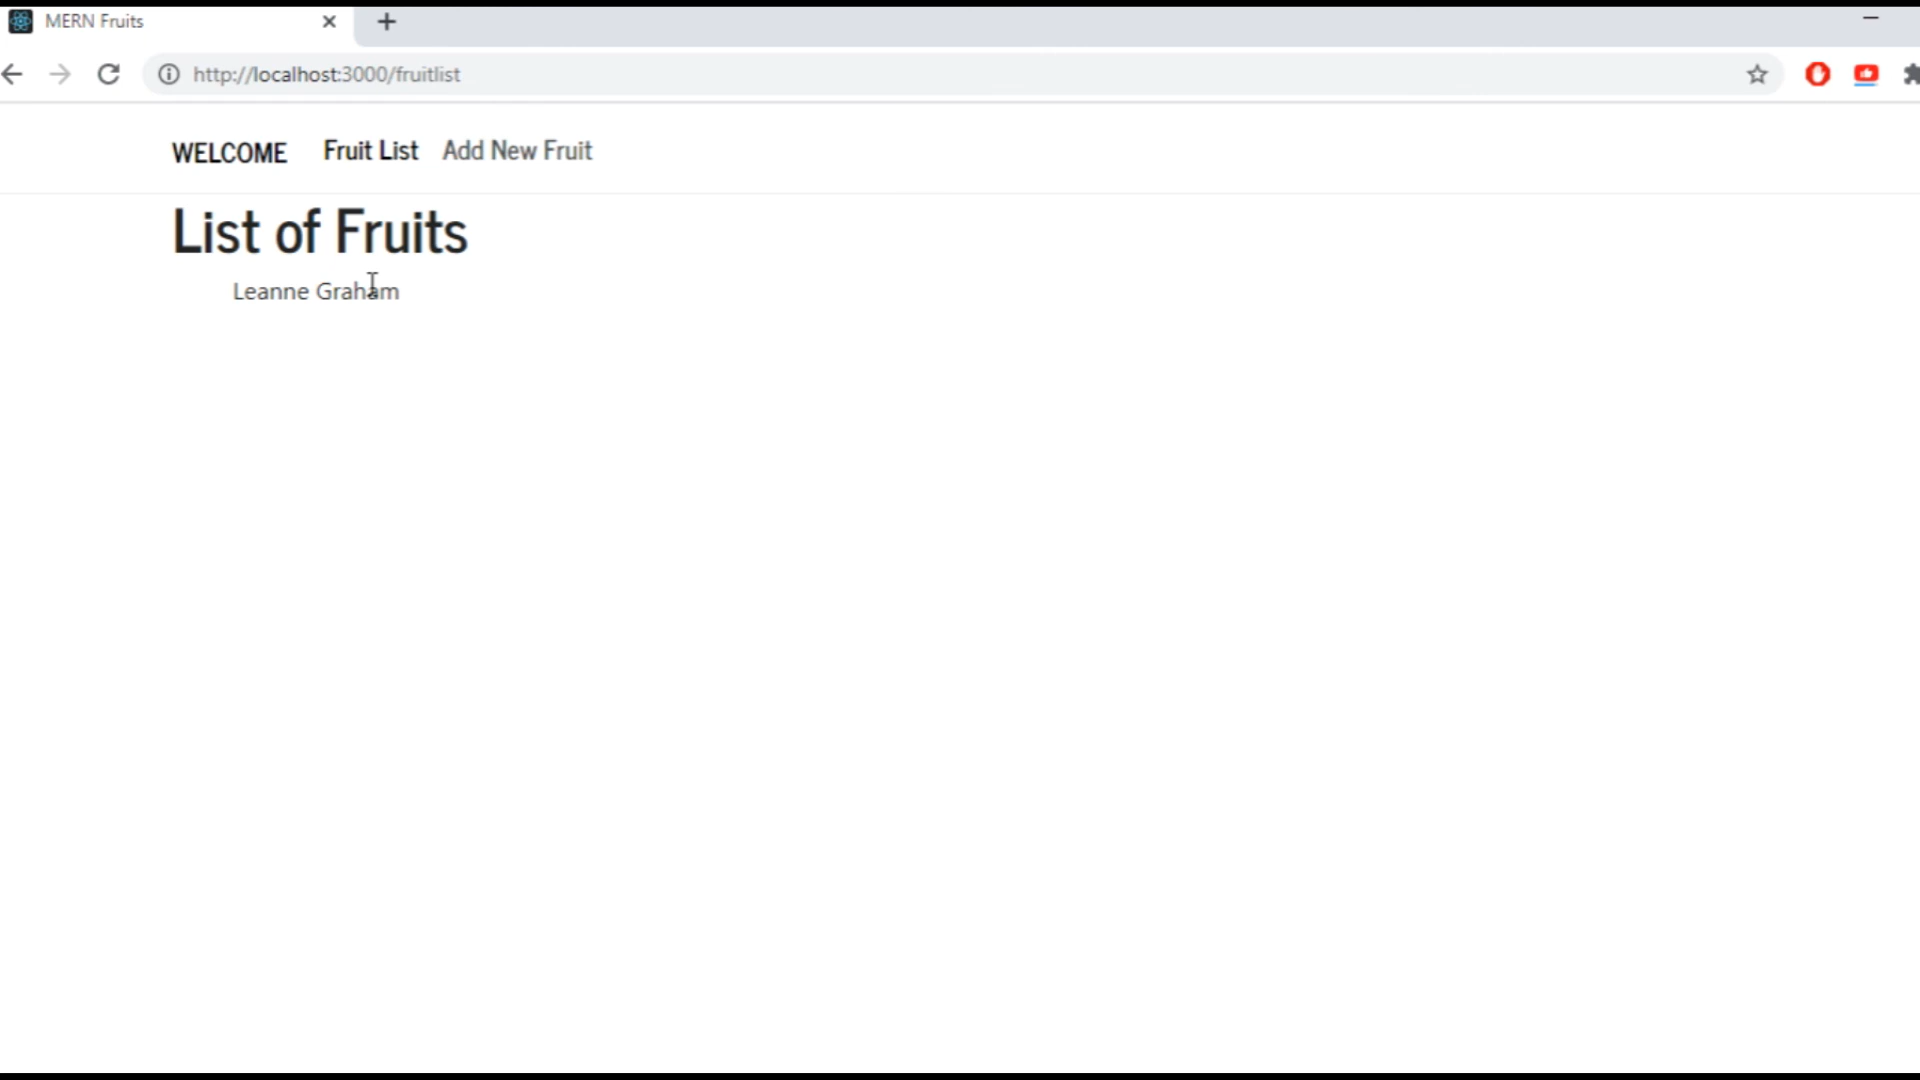 MERN Fruits
http://localhost:3000/fruitlist
WELCOME Fruit List Add New Fruit
List of Fruits
Leanne Graham